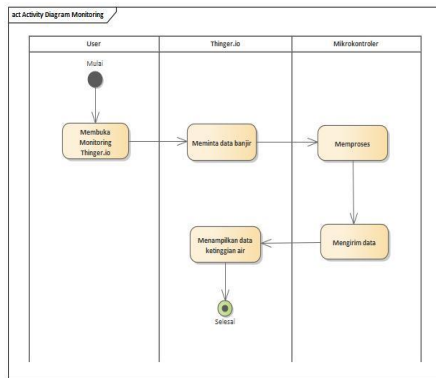 act Activity Diagram Monitoring
User
Thinger.io
Mikrokontroler
Mulai
Membuka
Monitoring
Thinger.io
Meminta data banjir
Memproses
Menampilkan data
ketinggian air
Mengirim data
Selesai